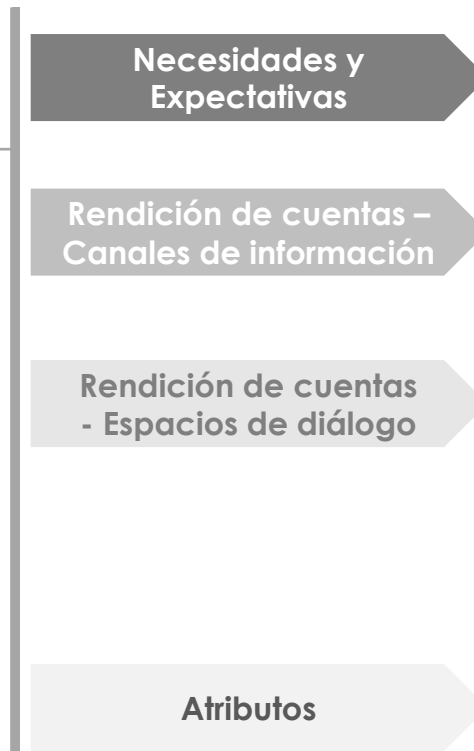 Necesidades y
Expectativas
Rendición de cuentas –
Canales de información
Rendición de cuentas
- Espacios de diálogo
Atributos